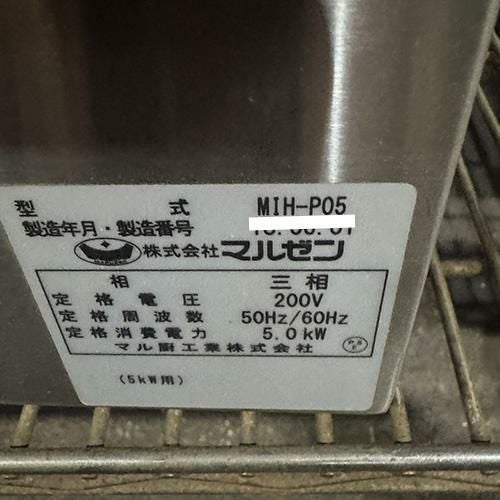 型 式 MIH-P05
製造年月・製造番号
株式会社 マルゼン
相 三相
定格電圧 200V
定格周波数 50Hz/60Hz
定格消費電力 5.0kW
マル厨工業株式会社
(5kW用)